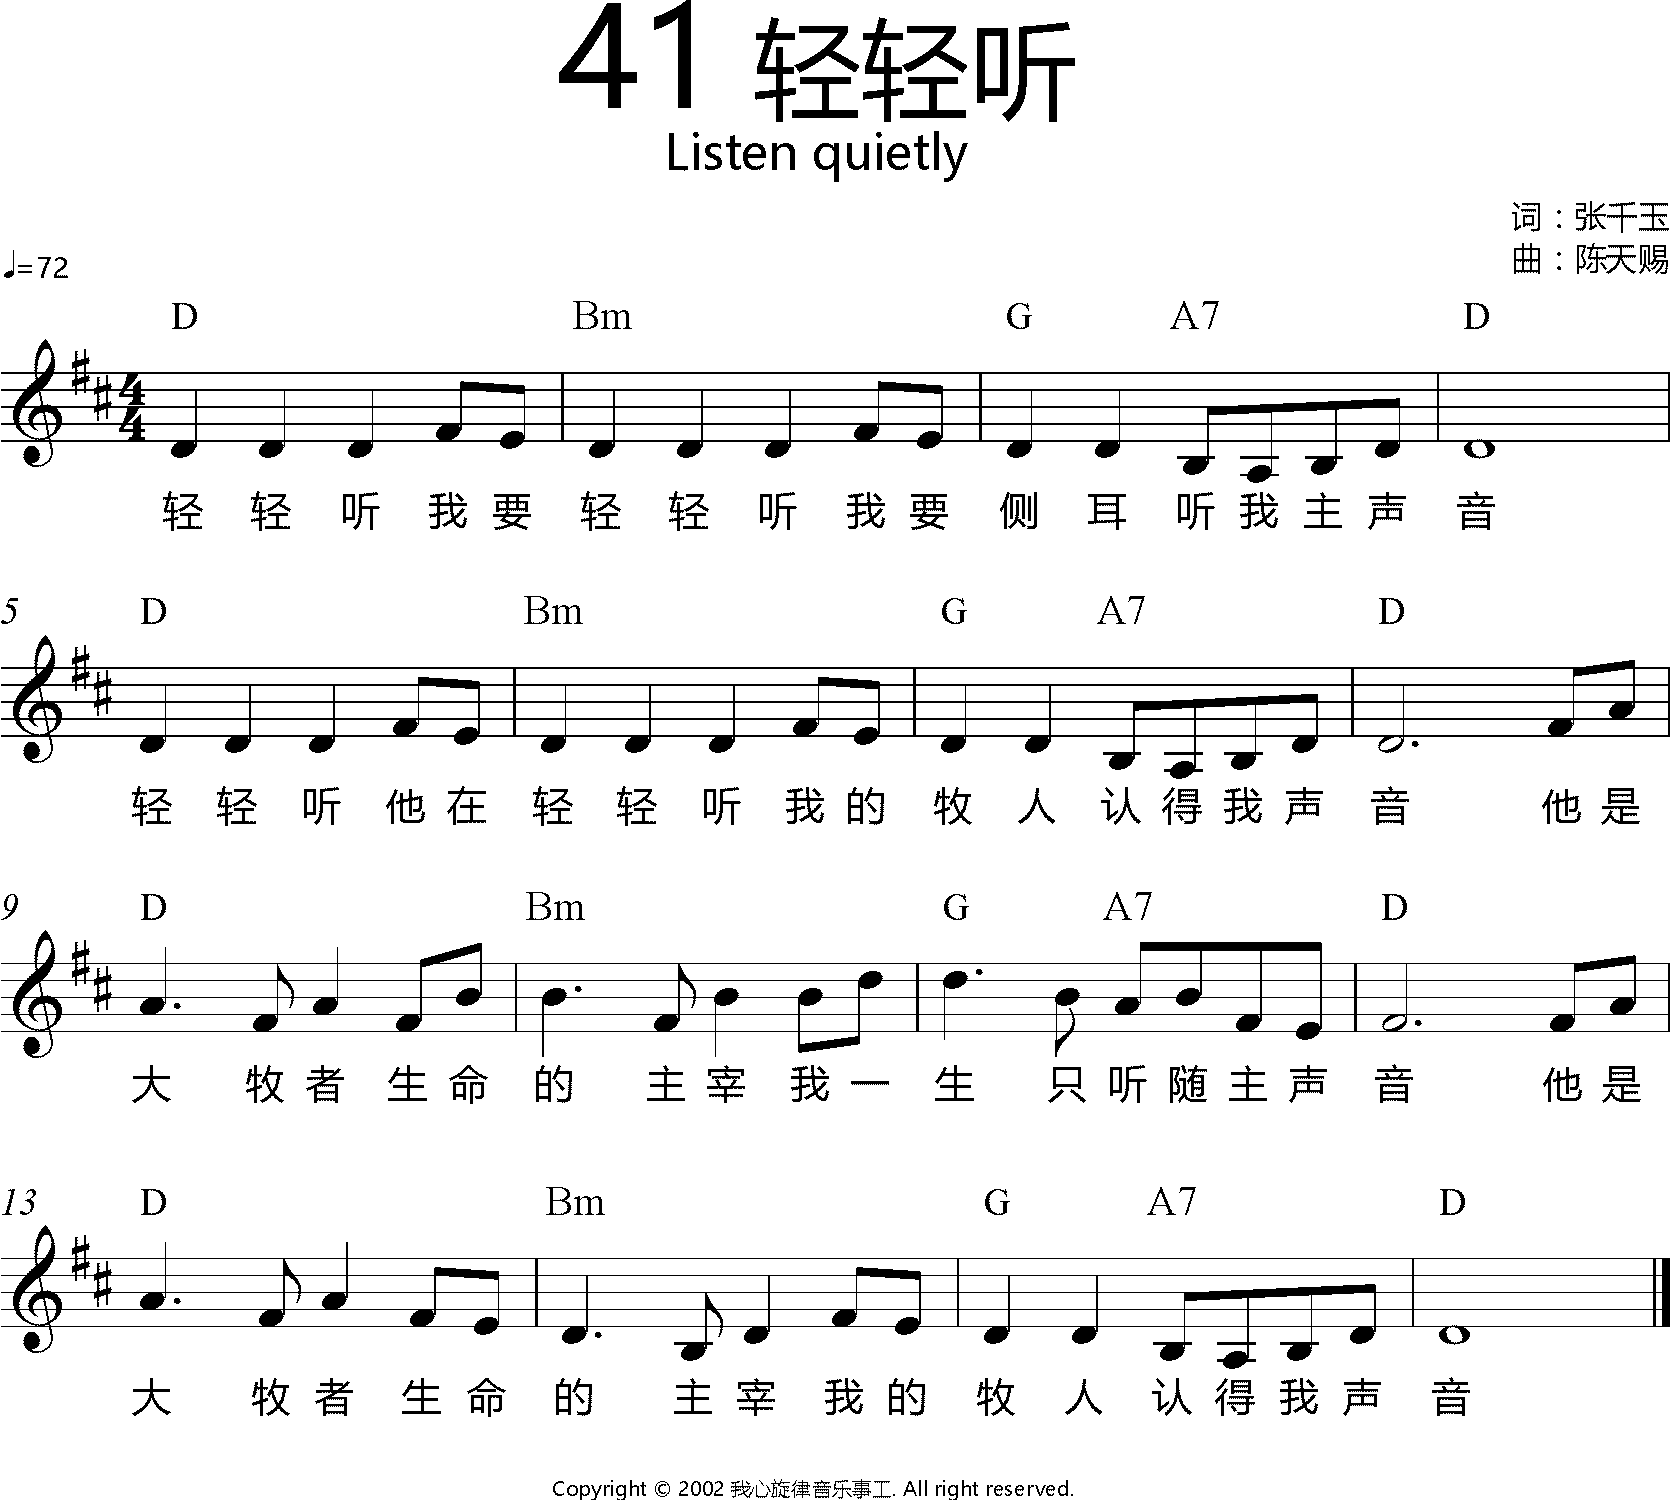 41 轻轻听
Listen quietly
词：张千玉
曲：陈天赐
♩=72
D Bm G A7 D
轻 轻 听 我 要 轻 轻 听 我 要 侧 耳 听 我 主 声 音
5 D Bm G A7 D
轻 轻 听 他 在 轻 轻 听 我 的 牧 人 认 得 我 声 音 他 是
9 D Bm G A7 D
大 牧 者 生 命 的 主 宰 我 一 生 只 听 随 主 声 音 他 是
13 D Bm G A7 D
大 牧 者 生 命 的 主 宰 我 的 牧 人 认 得 我 声 音
Copyright © 2002 我心旋律音乐事工. All right reserved.